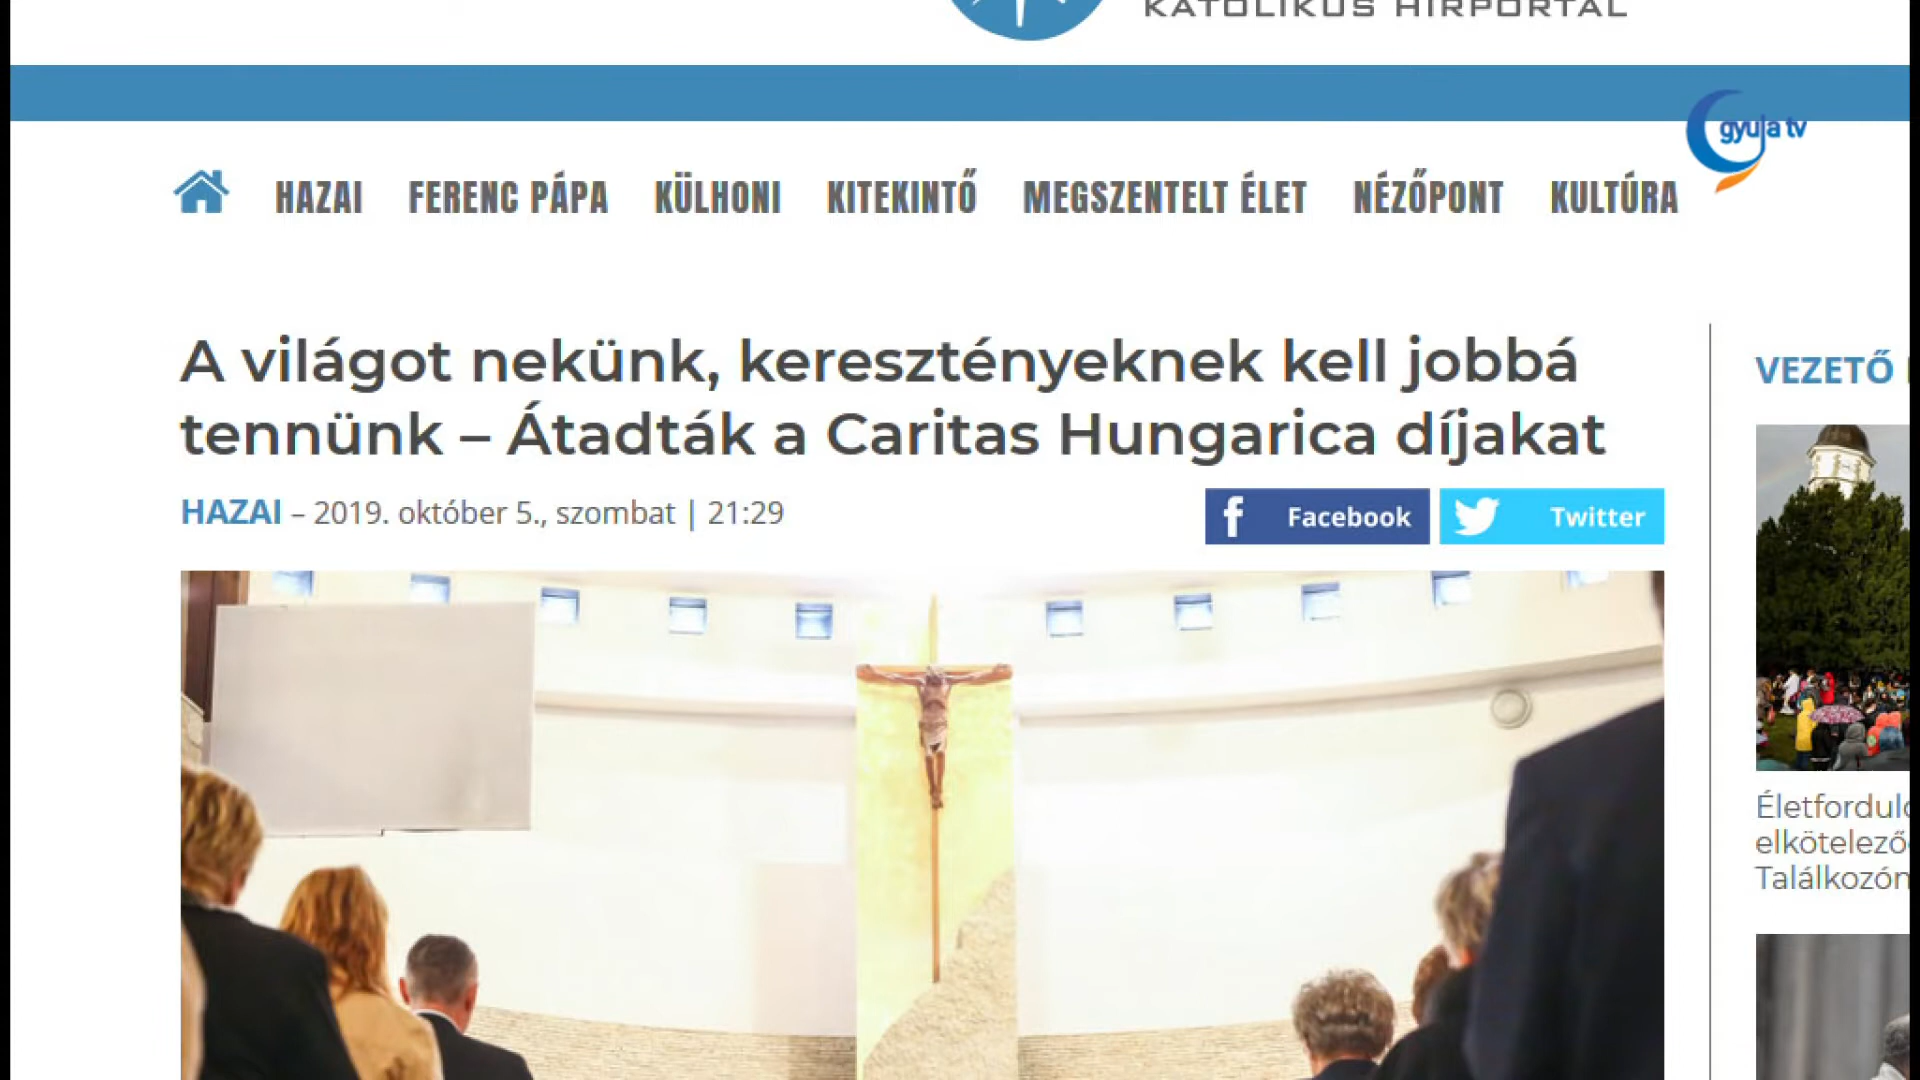 KATOLIKUS HÍRPORTÁL
gyula tv
HAZAI FERENC PÁPA KÜLHONI KITEKINTŐ MEGSZENTELT ÉLET NÉZŐPONT KULTÚRA
A világot nekünk, keresztényeknek kell jobbá
tennünk – Átadták a Caritas Hungarica díjakat
HAZAI – 2019. október 5., szombat | 21:29
Facebook
Twitter
VEZETŐ